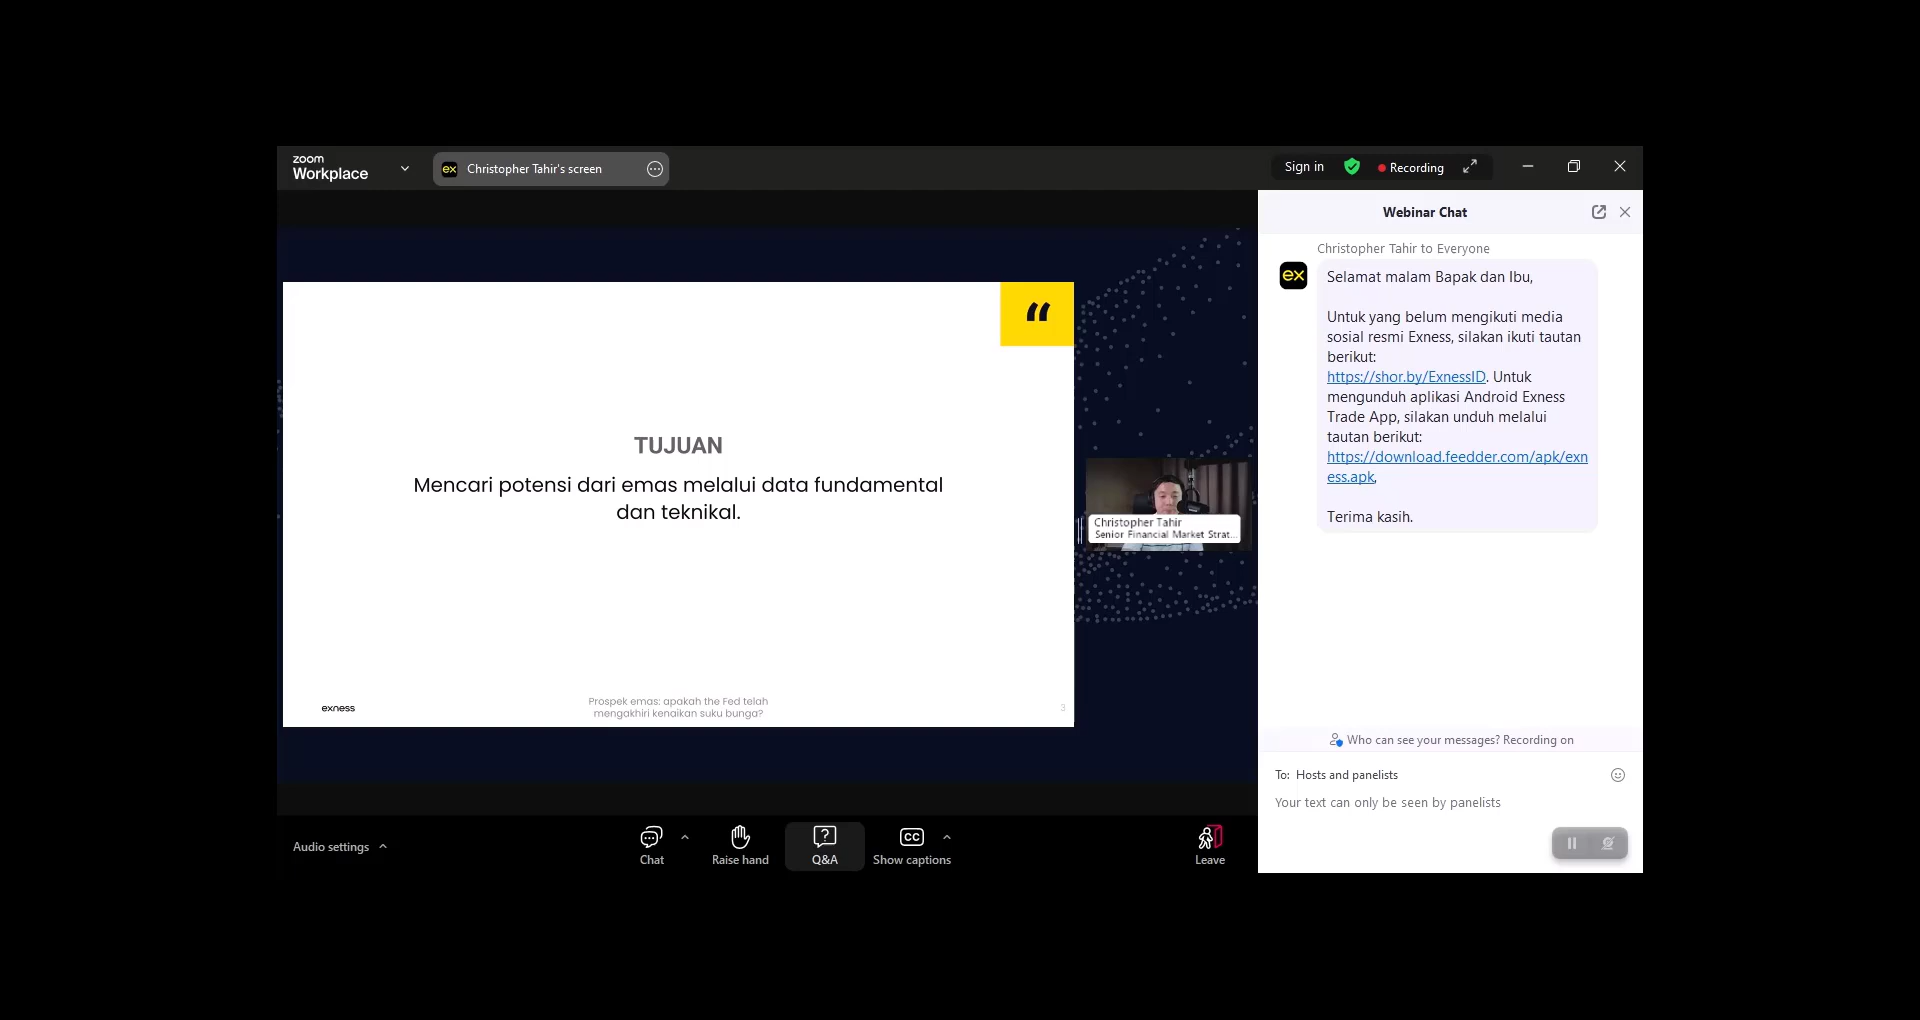 zoom
Workplace
ex
Christopher Tahir's screen
Sign in
Recording
“
TUJUAN
Mencari potensi dari emas melalui data fundamental
dan teknikal.
exness
Prospek emas: apakah the Fed telah
mengakhiri kenaikan suku bunga?
3
Christopher Tahir
Senior Financial Market Strat...
Webinar Chat
Christopher Tahir to Everyone
ex
Selamat malam Bapak dan Ibu,
Untuk yang belum mengikuti media
sosial resmi Exness, silakan ikuti tautan
berikut:
https://shor.by/ExnessID. Untuk
mengunduh aplikasi Android Exness
Trade App, silakan unduh melalui
tautan berikut:
https://download.feedder.com/apk/exn
ess.apk,
Terima kasih.
Who can see your messages? Recording on
To: Hosts and panelists
Your text can only be seen by panelists
Audio settings
Chat
Raise hand
?
Q&A
CC
Show captions
Leave